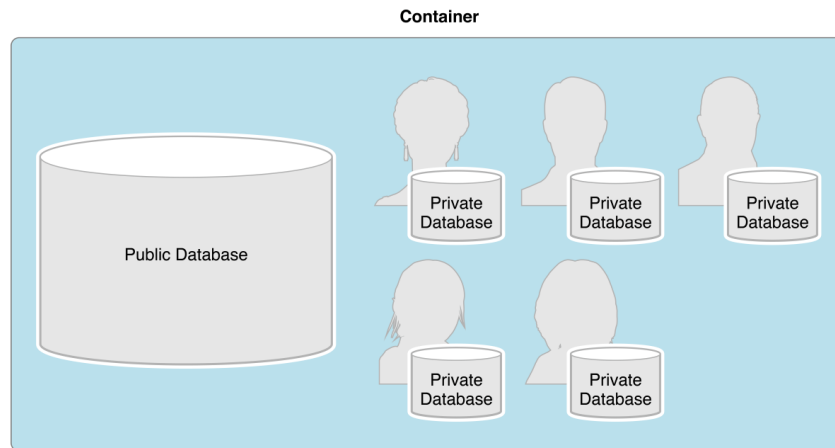 Container
Public Database
Private
Database
Private
Database
Private
Database
Private
Database
Private
Database